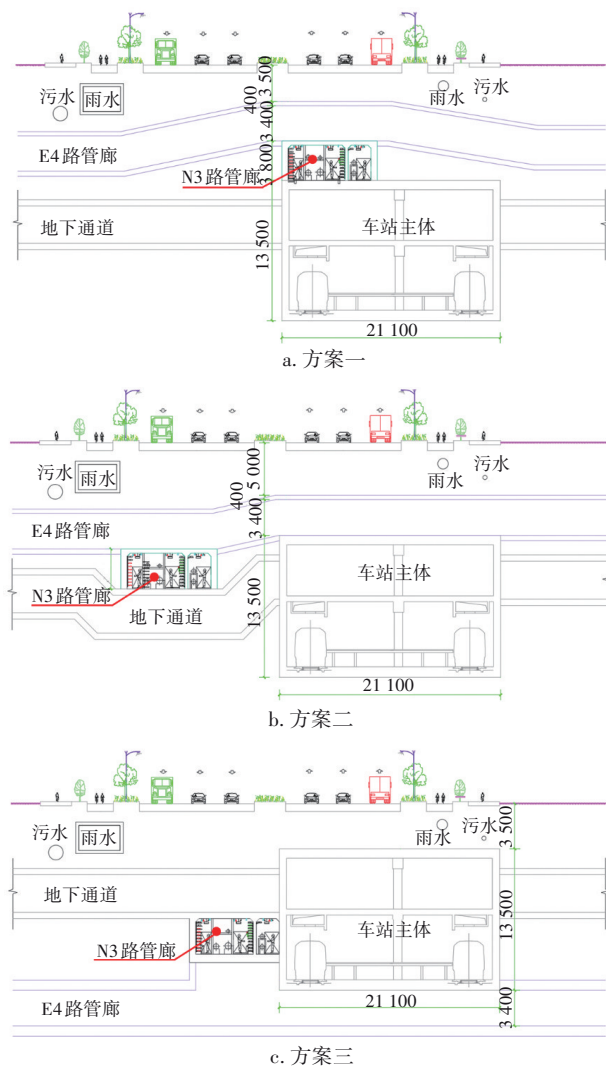 污水
雨水
雨水
污水
400
3 500
3 400
3 800
13 500
E4路管廊
N3路管廊
地下通道
车站主体
21 100
a. 方案一
污水
雨水
雨水
污水
400
5 000
3 400
13 500
E4路管廊
N3路管廊
地下通道
车站主体
21 100
b. 方案二
污水
雨水
雨水
污水
3 500
地下通道
车站主体
13 500
N3路管廊
21 100
E4路管廊
3 400
c. 方案三